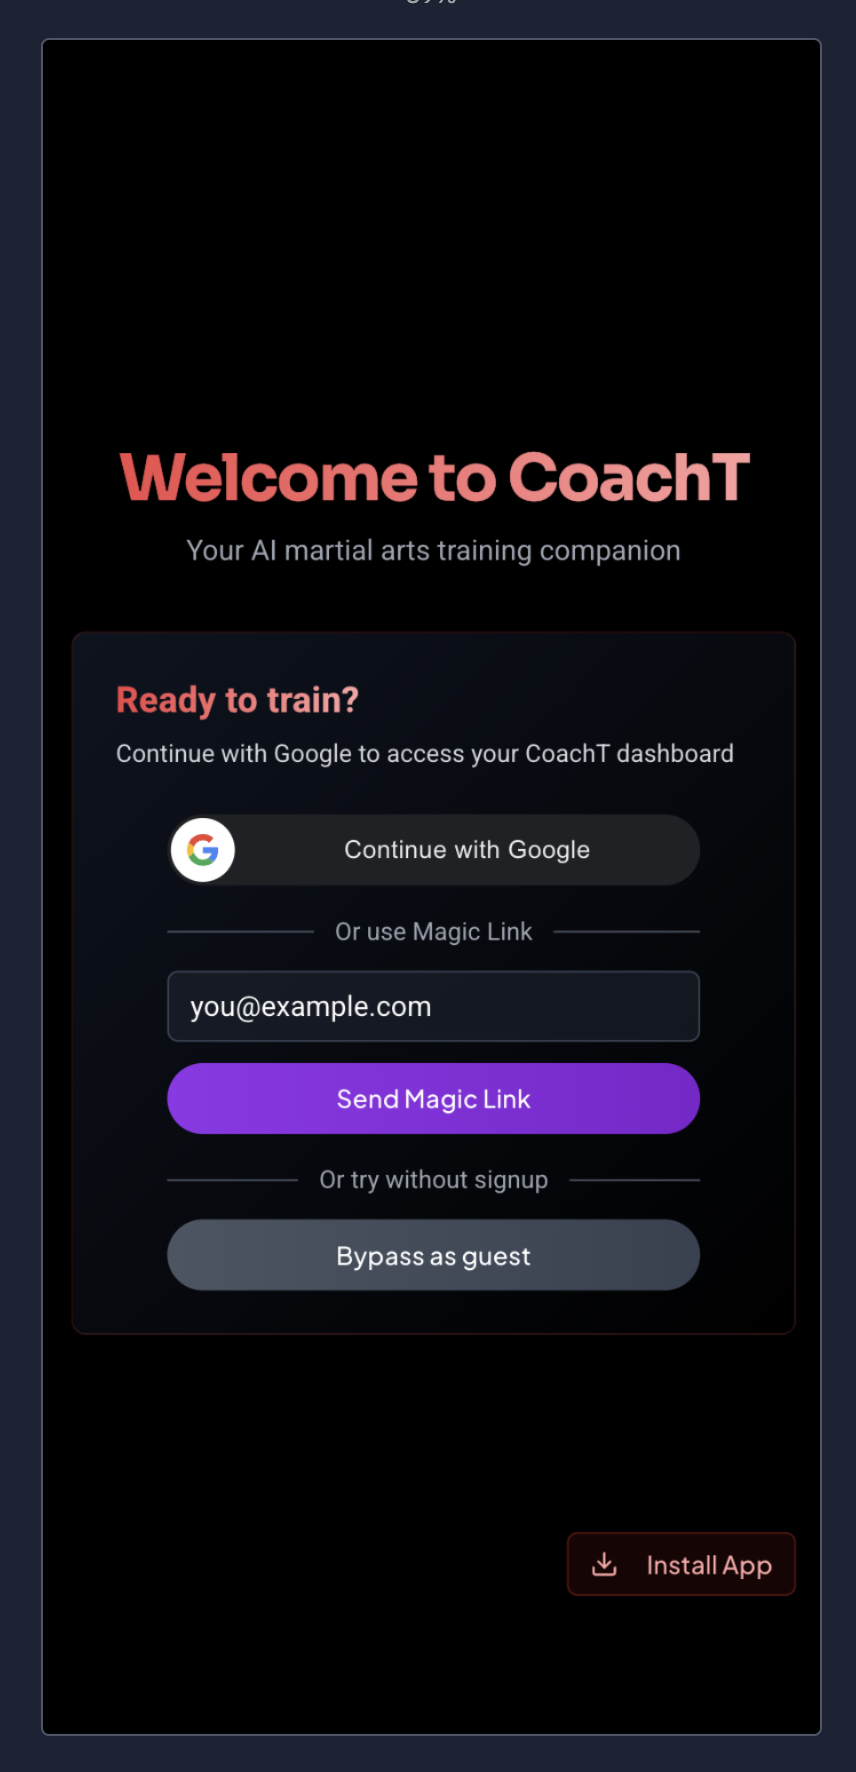 Welcome to CoachT
Your AI martial arts training companion
Ready to train?
Continue with Google to access your CoachT dashboard
Continue with Google
Or use Magic Link
you@example.com
Send Magic Link
Or try without signup
Bypass as guest
Install App